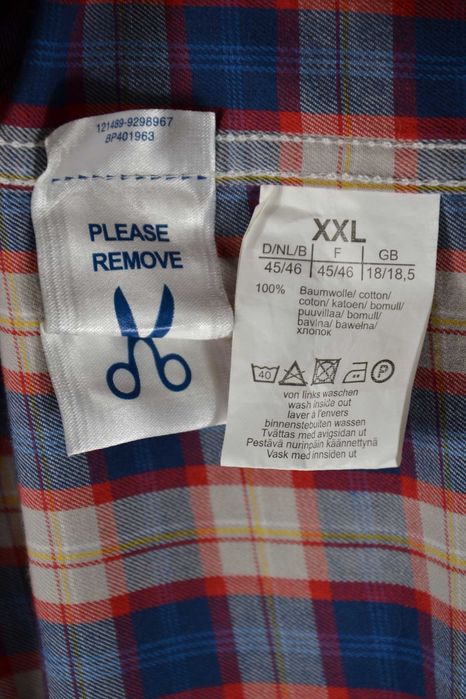 121489-9298967
BP401963
PLEASE
REMOVE
XXL
D/NL/B F GB
45/46 45/46 18/18,5
100% Baumwolle/ cotton/
coton/ katoen/ bomull/
puuvillaa/ bomull/
bavlna/ bawełna/
хлопок
40 P
von links waschen
wash inside out
laver à l'envers
binnenstebuiten wassen
Tvättas med avigsidan ut
Pestävä nurinpäin käännettynä
Vask med innsiden ut